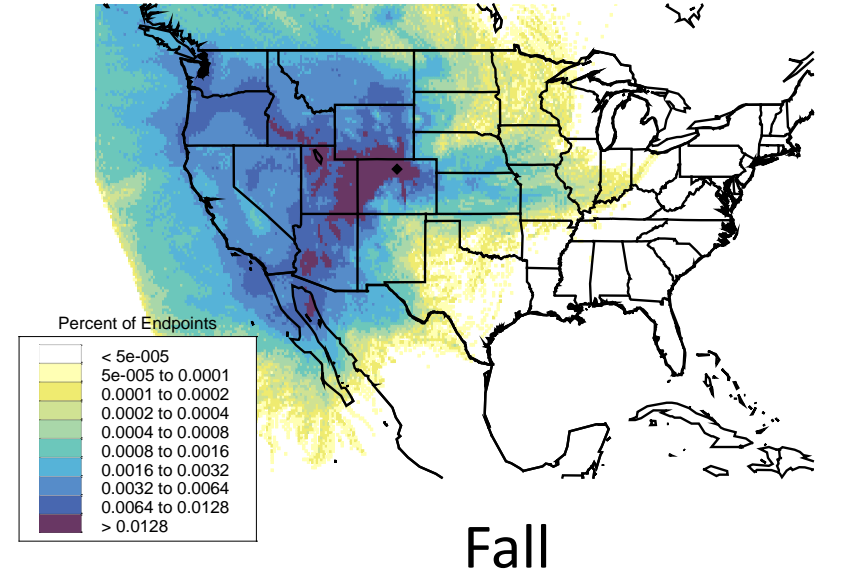 Percent of Endpoints
< 5e-005
5e-005 to 0.0001
0.0001 to 0.0002
0.0002 to 0.0004
0.0004 to 0.0008
0.0008 to 0.0016
0.0016 to 0.0032
0.0032 to 0.0064
0.0064 to 0.0128
> 0.0128
Fall